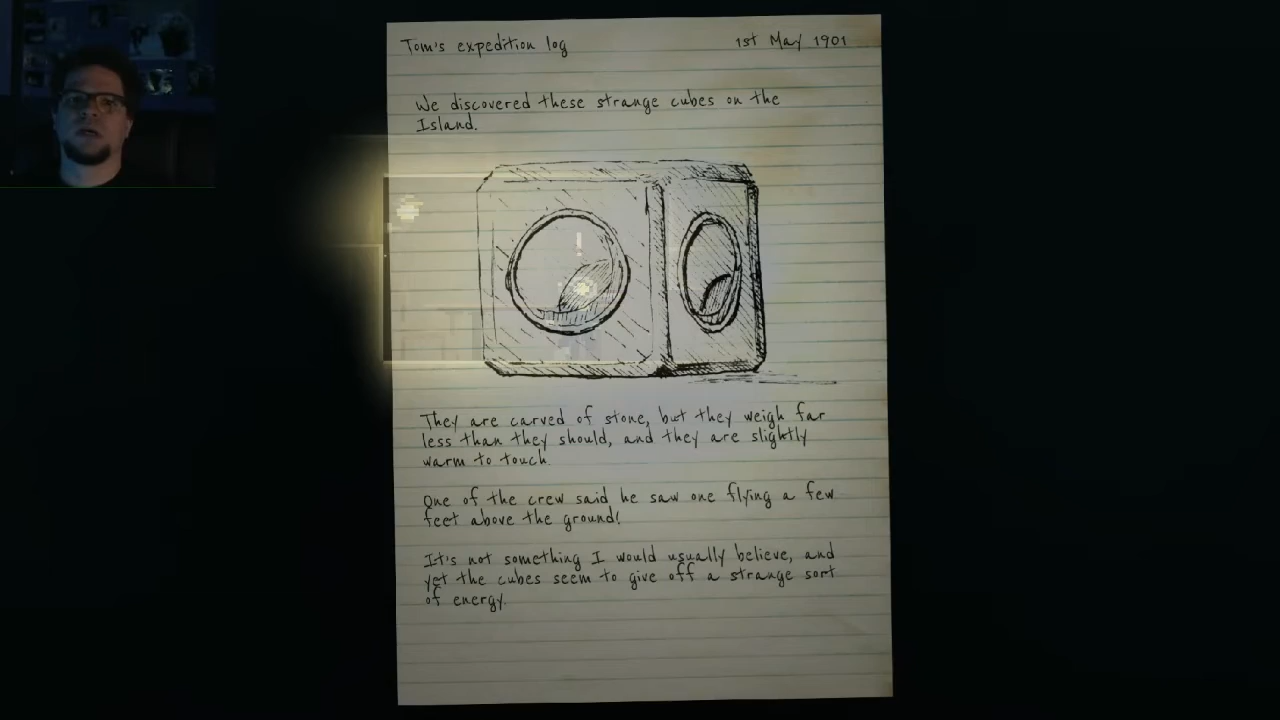 Tom's expedition log
1st May 1901
We discovered these strange cubes on the
Island.
They are carved of stone, but they weigh far
less than they should, and they are slightly
warm to touch.
One of the crew said he saw one flying a few
feet above the ground!
It's not something I would usually believe, and
yet the cubes seem to give off a strange sort
of energy.